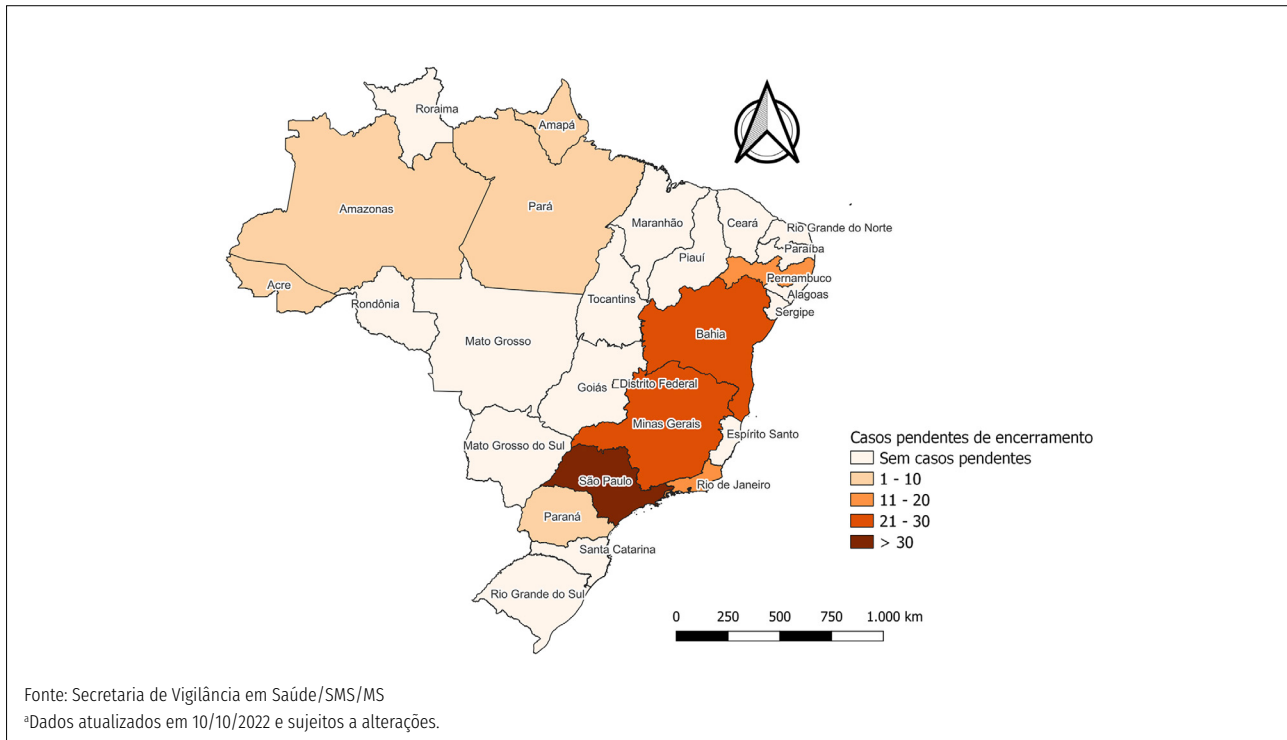 Roraima
Amapá
Amazonas
Pará
Maranhão
Ceará
Rio Grande do Norte
Paraíba
Piauí
Pernambuco
Acre
Alagoas
Rondônia
Tocantins
Sergipe
Bahia
Mato Grosso
Goiás
Distrito Federal
Minas Gerais
Espírito Santo
Mato Grosso do Sul
São Paulo
Rio de Janeiro
Paraná
Santa Catarina
Rio Grande do Sul
Casos pendentes de encerramento
Sem casos pendentes
1 - 10
11 - 20
21 - 30
> 30
0 250 500 750 1.000 km
Fonte: Secretaria de Vigilância em Saúde/SMS/MS
ᵃDados atualizados em 10/10/2022 e sujeitos a alterações.